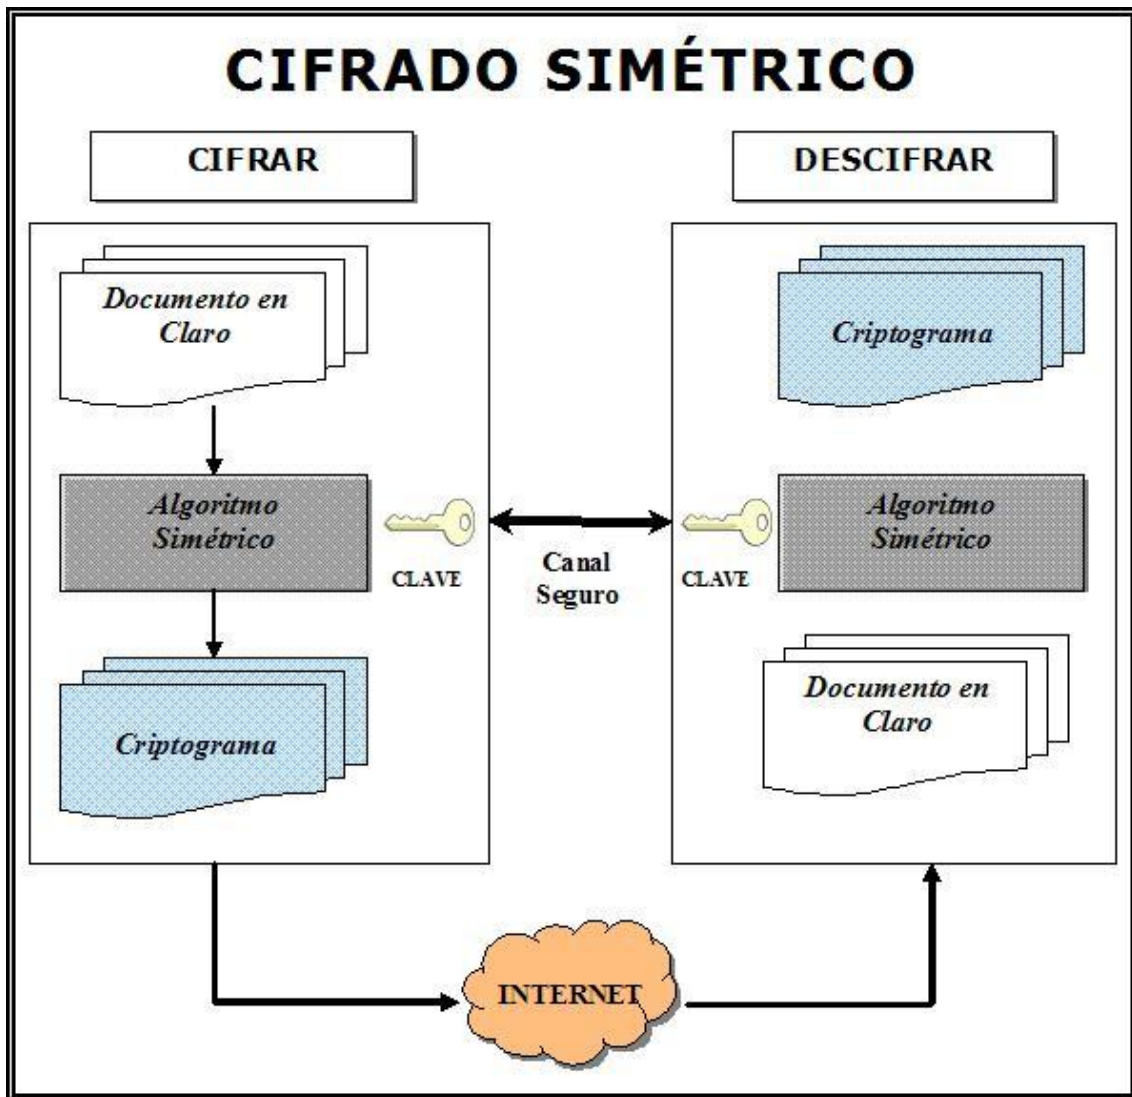 CIFRADO SIMÉTRICO
CIFRAR
Documento en
Claro
Algoritmo
Simétrico
CLAVE
Criptograma
Canal
Seguro
DESCIFRAR
Criptograma
CLAVE
Algoritmo
Simétrico
Documento en
Claro
INTERNET